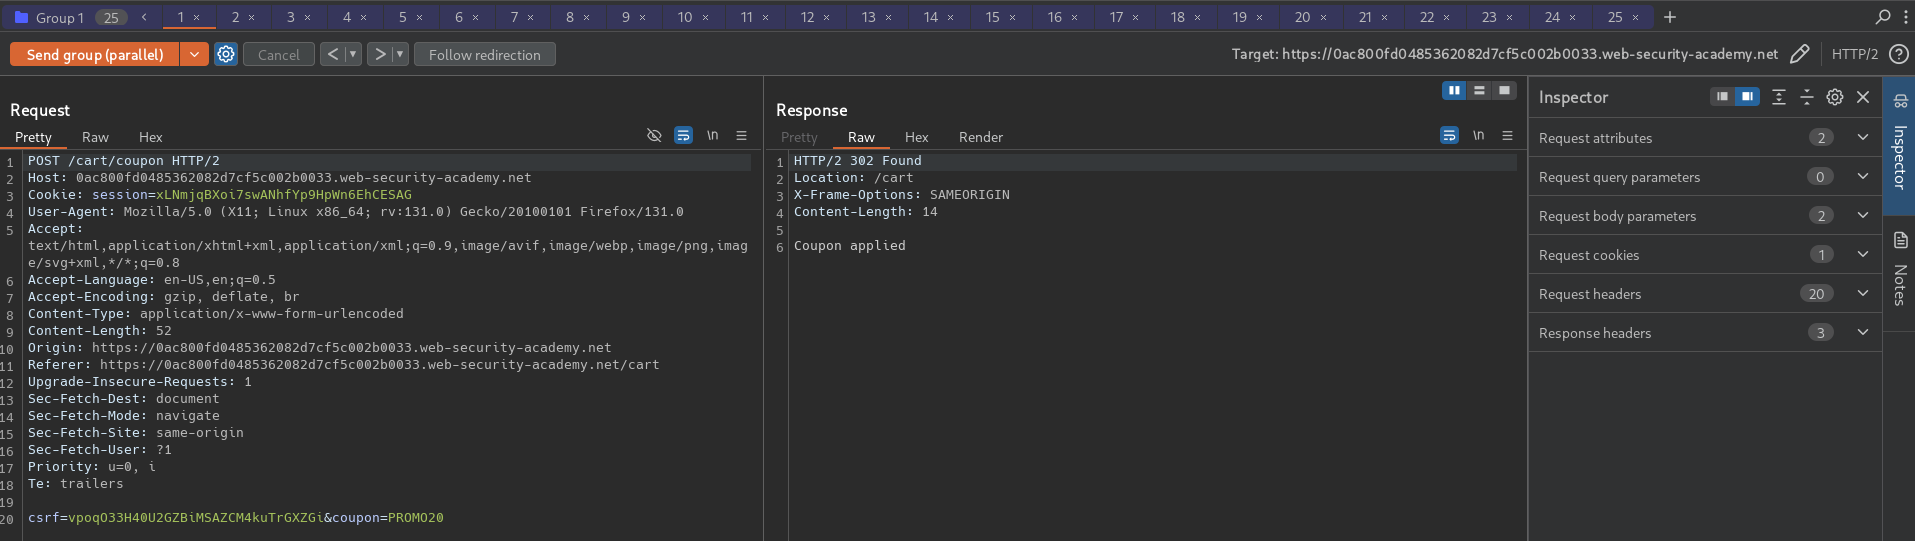 Group 1 25 1 × 2 × 3 × 4 × 5 × 6 × 7 × 8 × 9 × 10 × 11 × 12 × 13 × 14 × 15 × 16 × 17 × 18 × 19 × 20 × 21 × 22 × 23 × 24 × 25 × +
Send group (parallel) Cancel < > Follow redirection Target: https://0ac800fd0485362082d7cf5c002b0033.web-security-academy.net HTTP/2
Request
Pretty Raw Hex \n
1 POST /cart/coupon HTTP/2
2 Host: 0ac800fd0485362082d7cf5c002b0033.web-security-academy.net
3 Cookie: session=xLNmjqBXoi7swANhfYp9HpWn6EhCESAG
4 User-Agent: Mozilla/5.0 (X11; Linux x86_64; rv:131.0) Gecko/20100101 Firefox/131.0
5 Accept:
text/html,application/xhtml+xml,application/xml;q=0.9,image/avif,image/webp,image/png,imag
e/svg+xml,*/*;q=0.8
6 Accept-Language: en-US,en;q=0.5
7 Accept-Encoding: gzip, deflate, br
8 Content-Type: application/x-www-form-urlencoded
9 Content-Length: 52
10 Origin: https://0ac800fd0485362082d7cf5c002b0033.web-security-academy.net
11 Referer: https://0ac800fd0485362082d7cf5c002b0033.web-security-academy.net/cart
12 Upgrade-Insecure-Requests: 1
13 Sec-Fetch-Dest: document
14 Sec-Fetch-Mode: navigate
15 Sec-Fetch-Site: same-origin
16 Sec-Fetch-User: ?1
17 Priority: u=0, i
18 Te: trailers
19
20 csrf=vpoqO33H40U2GZBiMSAZCM4kuTrGXZGi&coupon=PROMO20
Response
Pretty Raw Hex Render \n
1 HTTP/2 302 Found
2 Location: /cart
3 X-Frame-Options: SAMEORIGIN
4 Content-Length: 14
5
6 Coupon applied
Inspector
Request attributes 2
Request query parameters 0
Request body parameters 2
Request cookies 1
Request headers 20
Response headers 3
Inspector
Notes